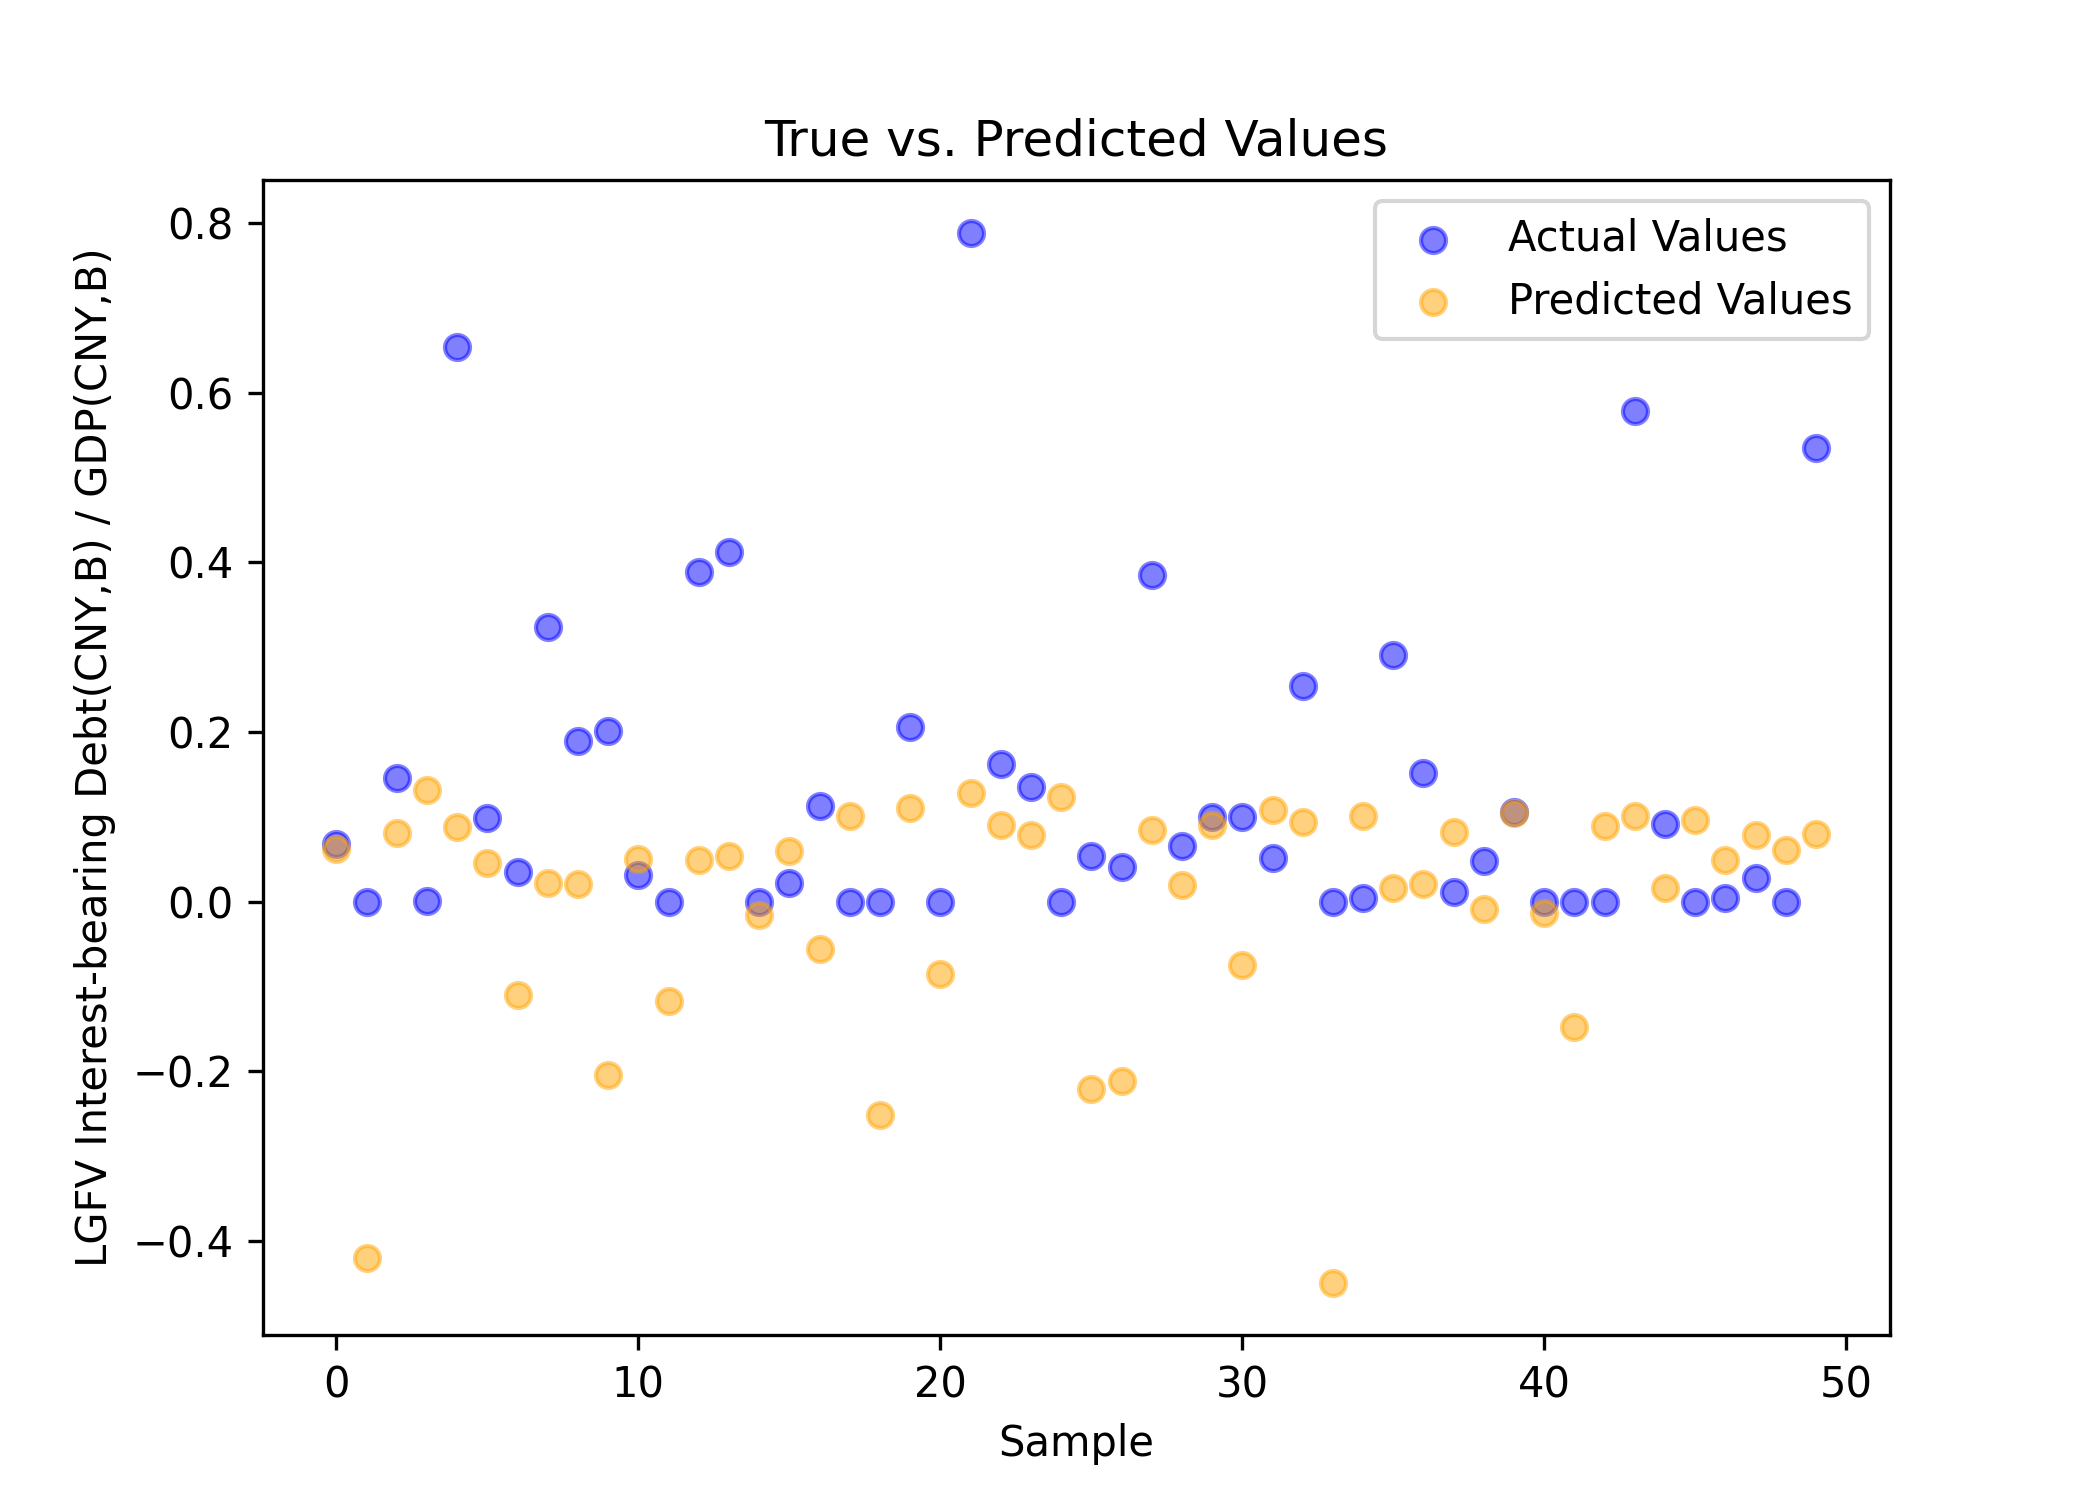 True vs. Predicted Values
LGFV Interest-bearing Debt(CNY,B) / GDP(CNY,B)
0.8
0.6
0.4
0.2
0.0
−0.2
−0.4
Actual Values
Predicted Values
0 10 20 30 40 50
Sample